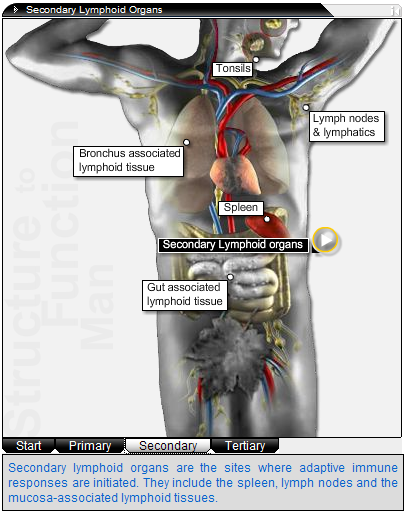 Secondary Lymphoid Organs
Tonsils
Lymph nodes
& lymphatics
Bronchus associated
lymphoid tissue
Spleen
Secondary Lymphoid organs
Gut associated
lymphoid tissue
Structure to
Function
Man
Start
Primary
Secondary
Tertiary
Secondary lymphoid organs are the sites where adaptive immune
responses are initiated. They include the spleen, lymph nodes and the
mucosa-associated lymphoid tissues.